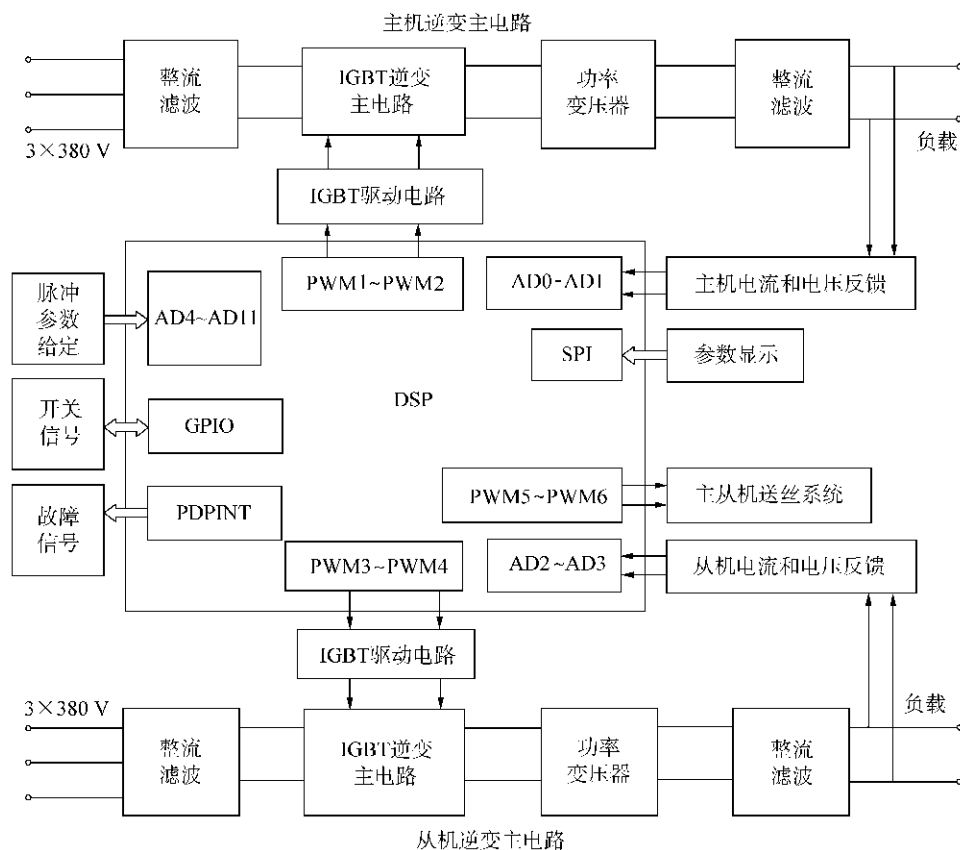 主机逆变主电路
整流
滤波
IGBT逆变
主电路
功率
变压器
整流
滤波
3×380 V
负载
IGBT驱动电路
PWM1~PWM2
AD0~AD1
主机电流和电压反馈
脉冲
参数
给定
AD4~AD11
SPI
参数显示
DSP
开关
信号
GPIO
PWM5~PWM6
主从机送丝系统
故障
信号
PDPINT
PWM3~PWM4
AD2~AD3
从机电流和电压反馈
IGBT驱动电路
3×380 V
负载
整流
滤波
IGBT逆变
主电路
功率
变压器
整流
滤波
从机逆变主电路